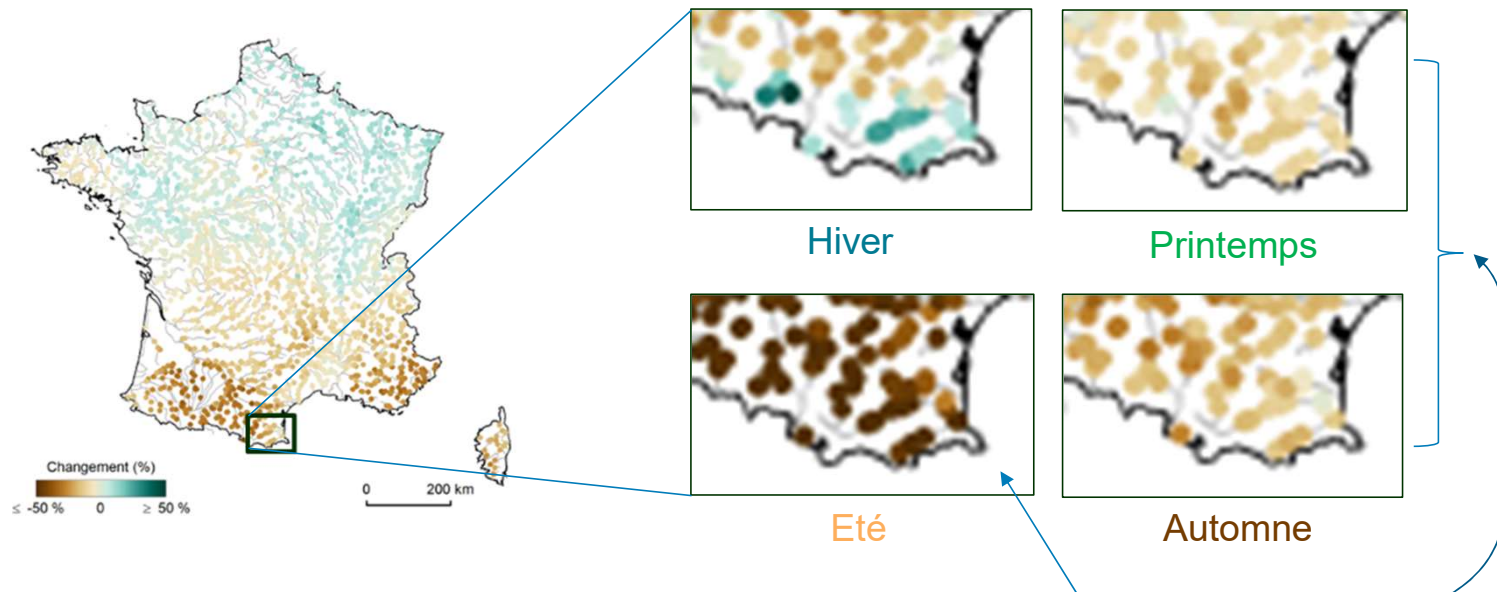 Hiver
Printemps
Changement (%)
≤ -50 % 0 ≥ 50 %
0 200 km
Eté
Automne